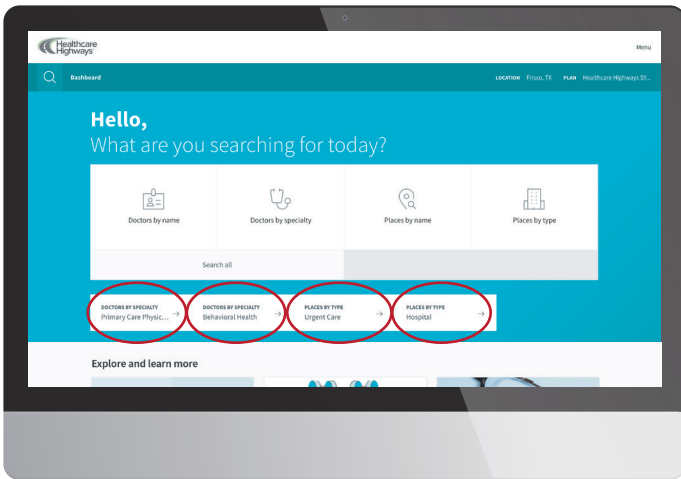 Healthcare
Highways
Menu
Dashboard
LOCATION Frisco, TX PLAN Healthcare Highways SY...
Hello,
What are you searching for today?
Doctors by name
Doctors by specialty
Places by name
Places by type
Search all
DOCTORS BY SPECIALTY
Primary Care Physic...
DOCTORS BY SPECIALTY
Behavioral Health
PLACES BY TYPE
Urgent Care
PLACES BY TYPE
Hospital
Explore and learn more